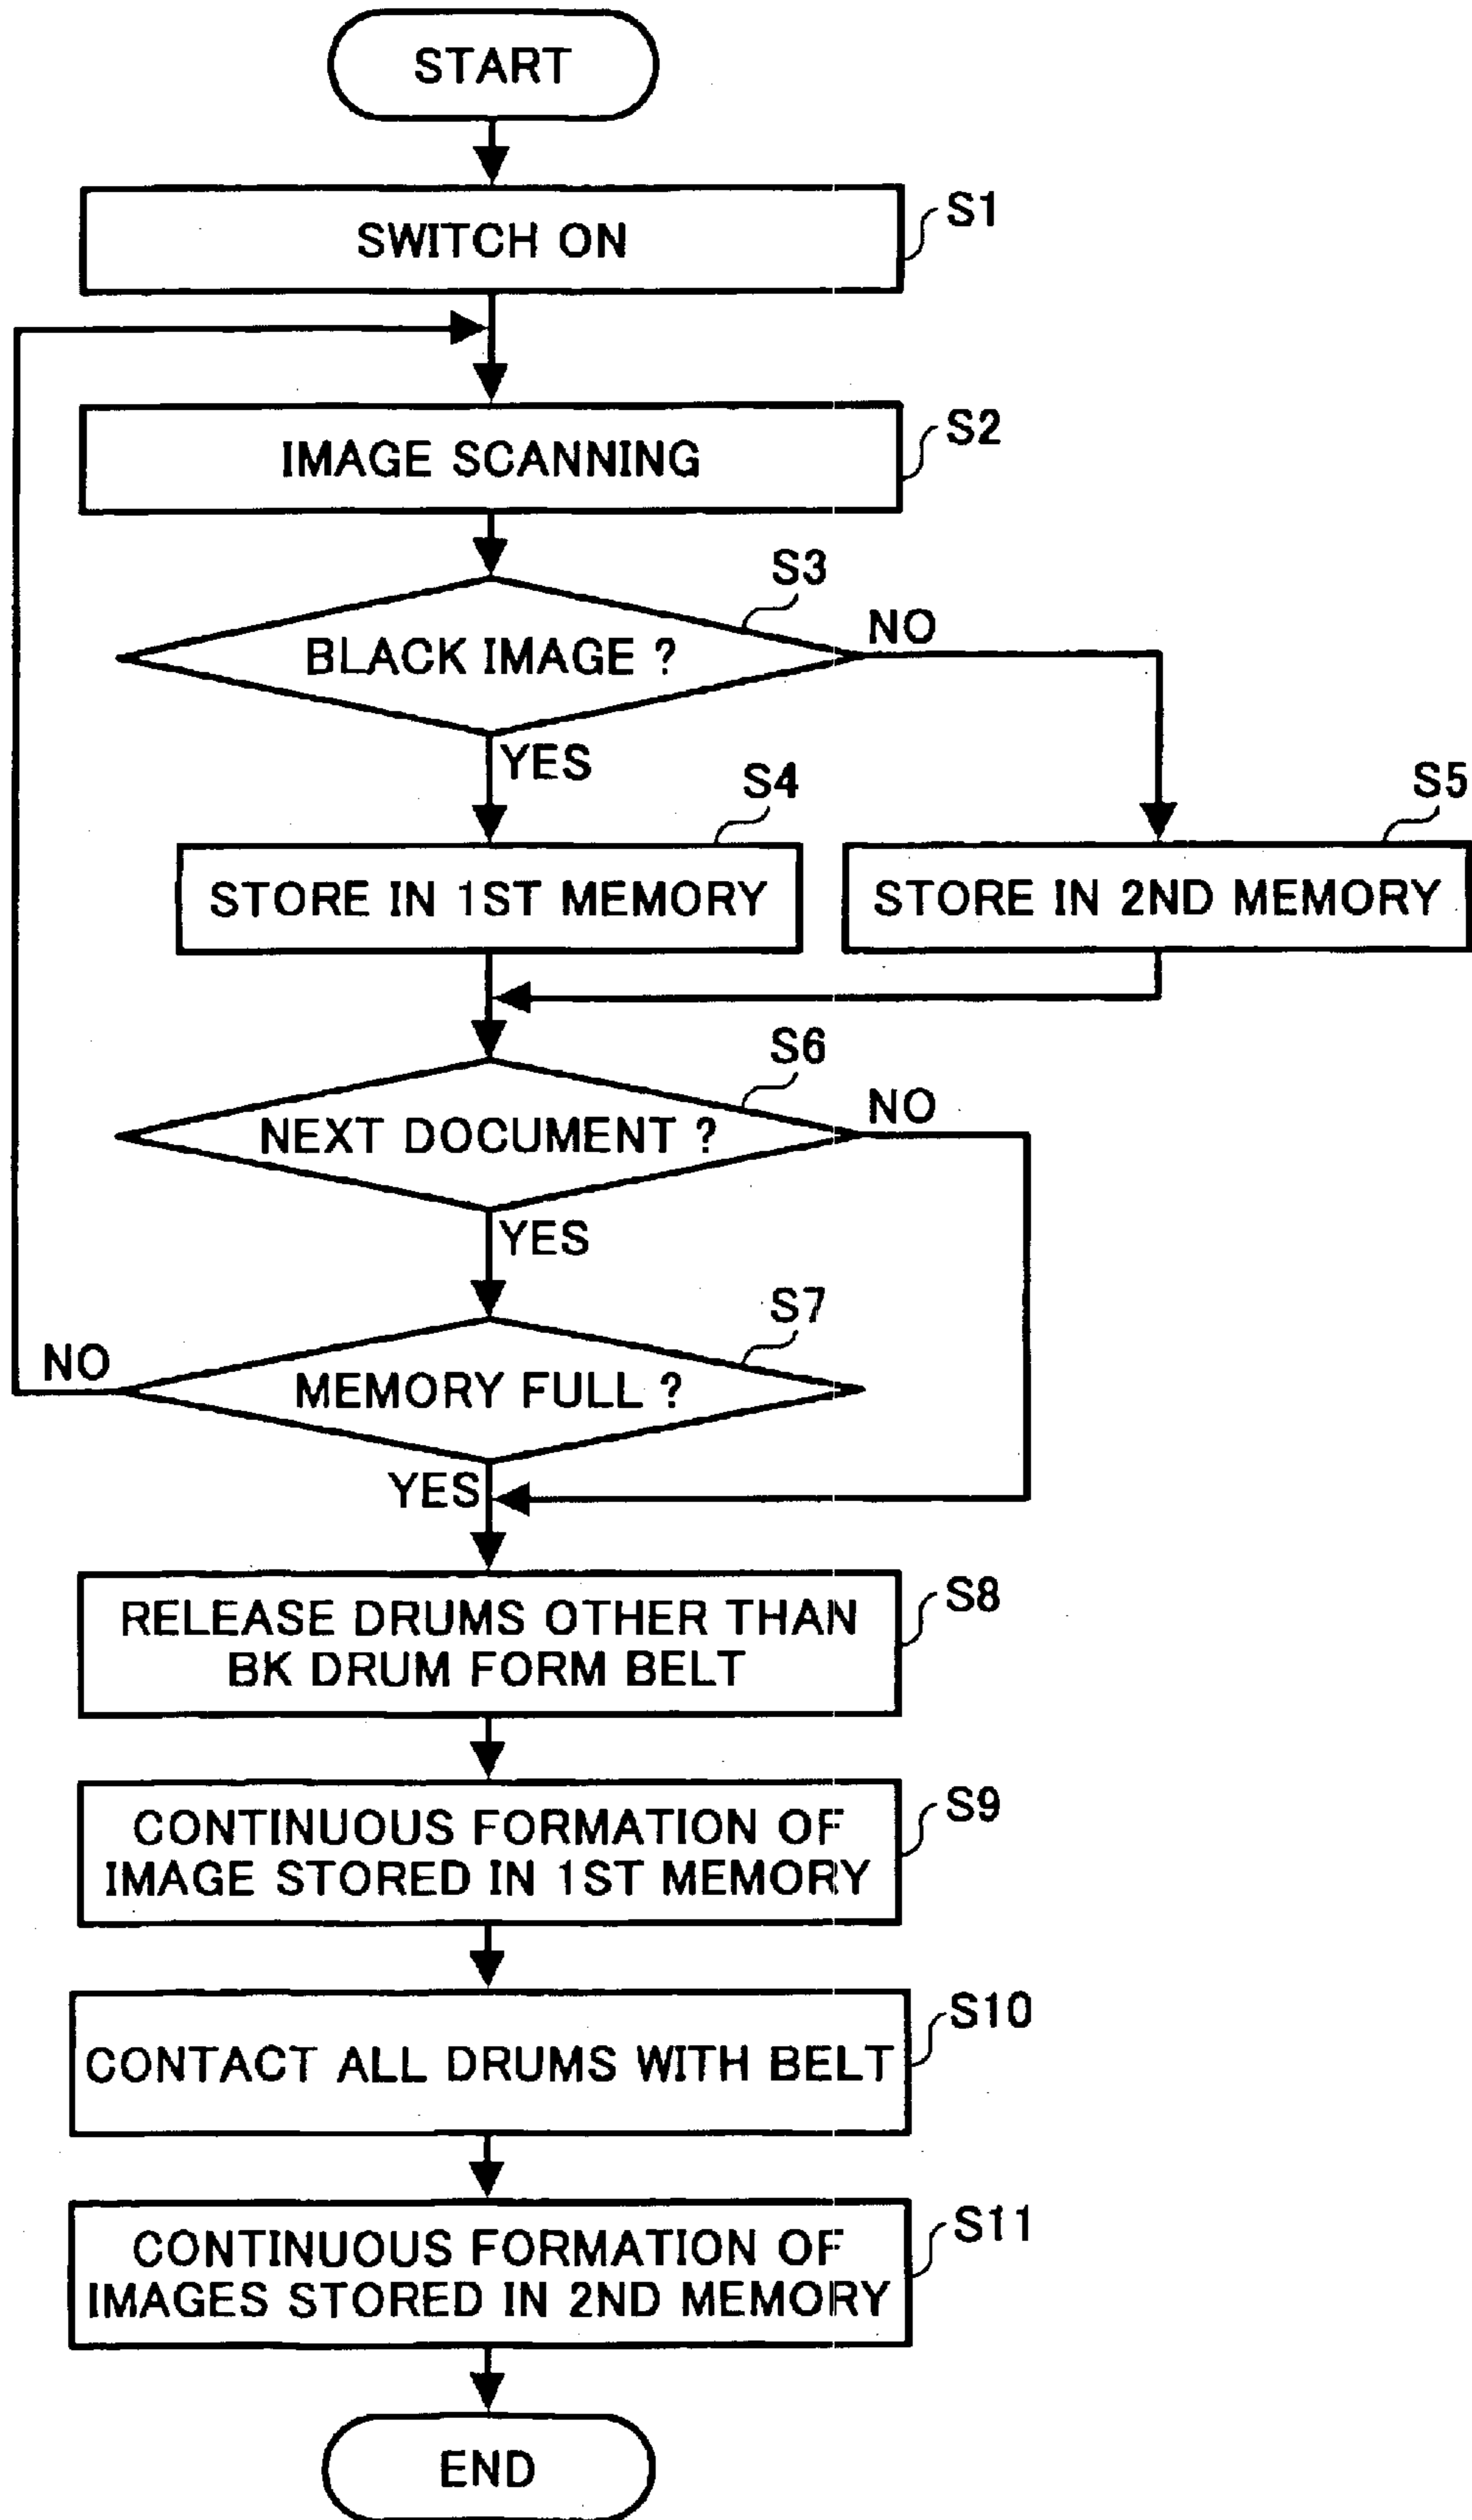 START
SWITCH ON
S1
IMAGE SCANNING
S2
S3
BLACK IMAGE ?
NO
YES
S4
S5
STORE IN 1ST MEMORY
STORE IN 2ND MEMORY
S6
NEXT DOCUMENT ?
NO
YES
S7
NO
MEMORY FULL ?
YES
RELEASE DRUMS OTHER THAN
BK DRUM FORM BELT
S8
CONTINUOUS FORMATION OF
IMAGE STORED IN 1ST MEMORY
S9
CONTACT ALL DRUMS WITH BELT
S10
CONTINUOUS FORMATION OF
IMAGES STORED IN 2ND MEMORY
S11
END